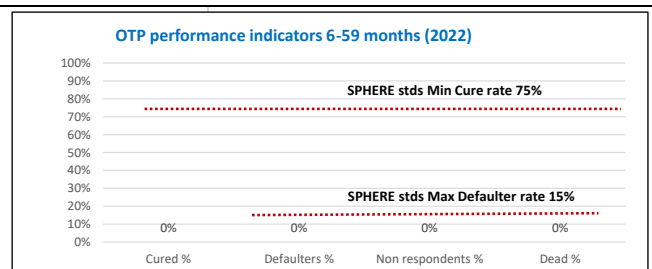 OTP performance indicators 6-59 months (2022)
100%
90%
80%
70%
60%
50%
40%
30%
20%
10%
0%
SPHERE stds Min Cure rate 75%
SPHERE stds Max Defaulter rate 15%
0% 0% 0% 0%
Cured % Defaulters % Non respondents % Dead %